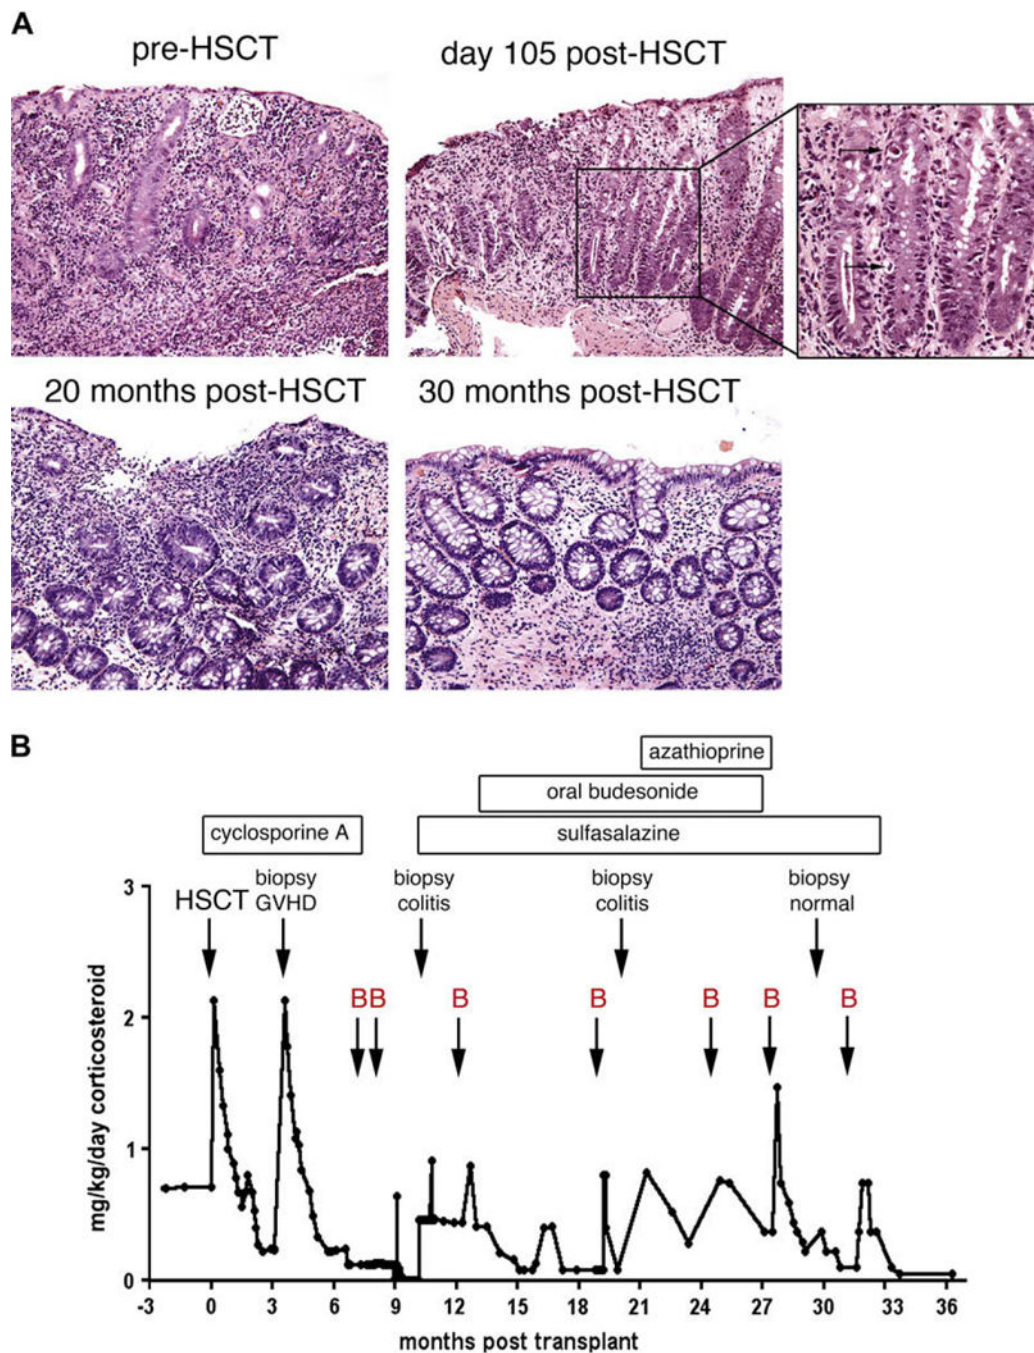 A
pre-HSCT
day 105 post-HSCT
20 months post-HSCT
30 months post-HSCT
B
azathioprine
oral budesonide
cyclosporine A
sulfasalazine
HSCT
biopsy
GVHD
biopsy
colitis
biopsy
colitis
biopsy
normal
B B B B B B B
mg/kg/day corticosteroid
3
2
1
0
-3 0 3 6 9 12 15 18 21 24 27 30 33 36
months post transplant